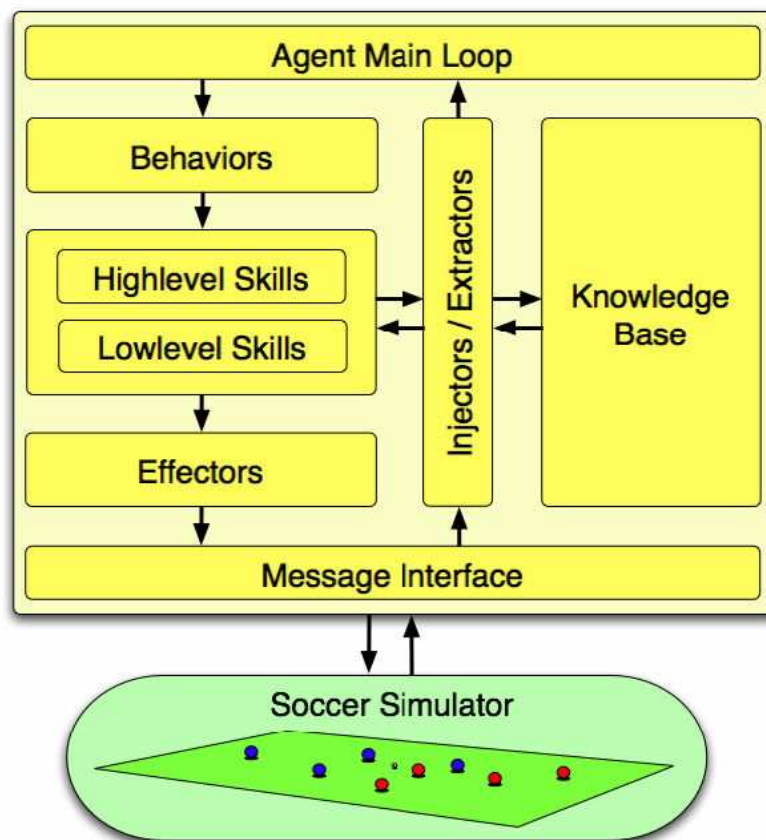 Agent Main Loop
Behaviors
Highlevel Skills
Lowlevel Skills
Effectors
Injectors / Extractors
Knowledge
Base
Message Interface
Soccer Simulator